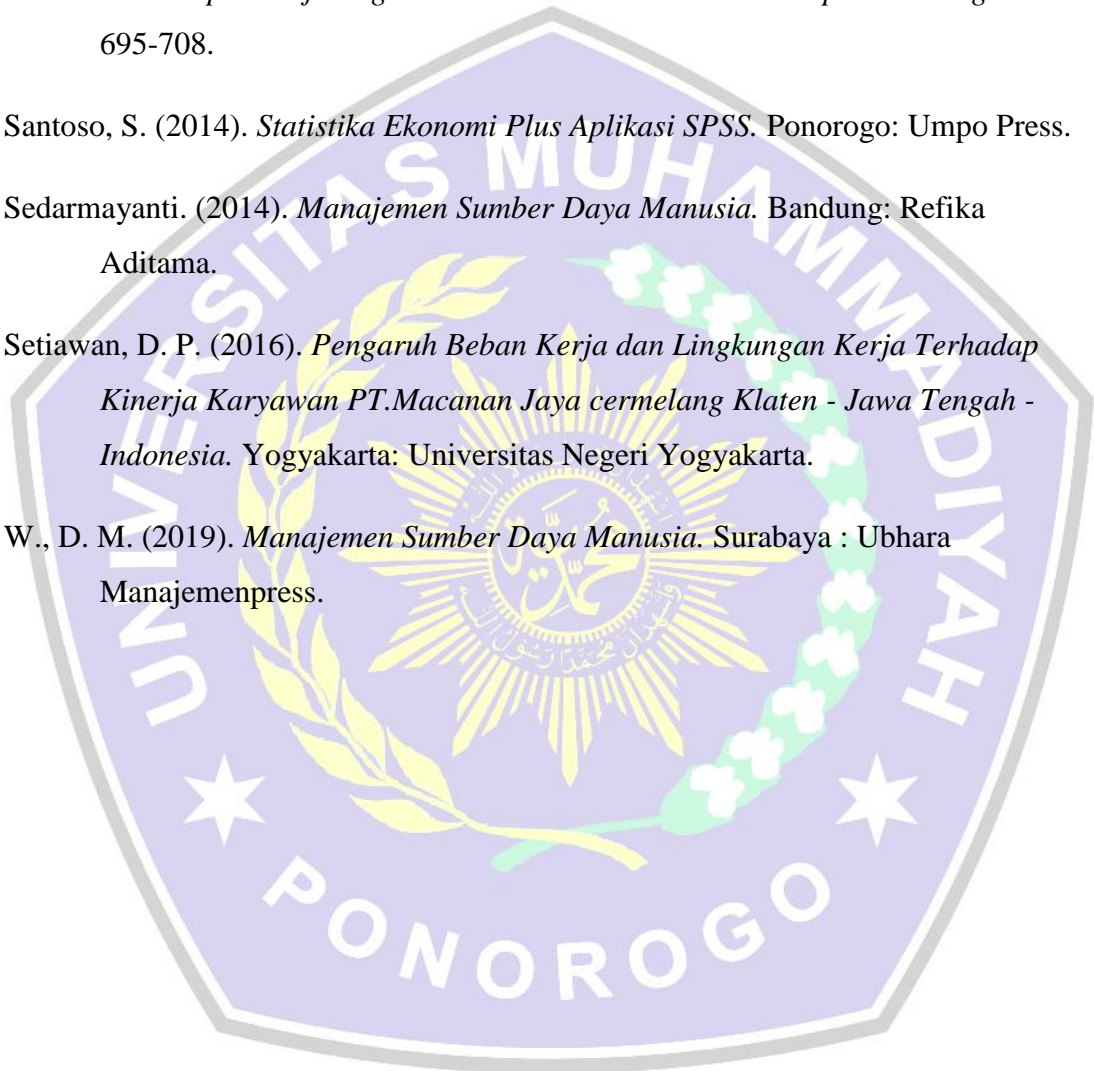 695-708.
Santoso, S. (2014). Statistika Ekonomi Plus Aplikasi SPSS. Ponorogo: Umpo Press.
Sedarmayanti. (2014). Manajemen Sumber Daya Manusia. Bandung: Refika
Aditama.
Setiawan, D. P. (2016). Pengaruh Beban Kerja dan Lingkungan Kerja Terhadap
Kinerja Karyawan PT.Macanan Jaya cermelang Klaten - Jawa Tengah -
Indonesia. Yogyakarta: Universitas Negeri Yogyakarta.
W., D. M. (2019). Manajemen Sumber Daya Manusia. Surabaya : Ubhara
Manajemenpress.
UNIVERSITAS MUHAMMADIYAH
PONOROGO